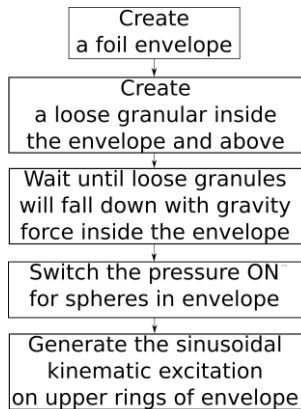 Create
a foil envelope
Create
a loose granular inside
the envelope and above
Wait until loose granules
will fall down with gravity
force inside the envelope
Switch the pressure ON
for spheres in envelope
Generate the sinusoidal
kinematic excitation
on upper rings of envelope